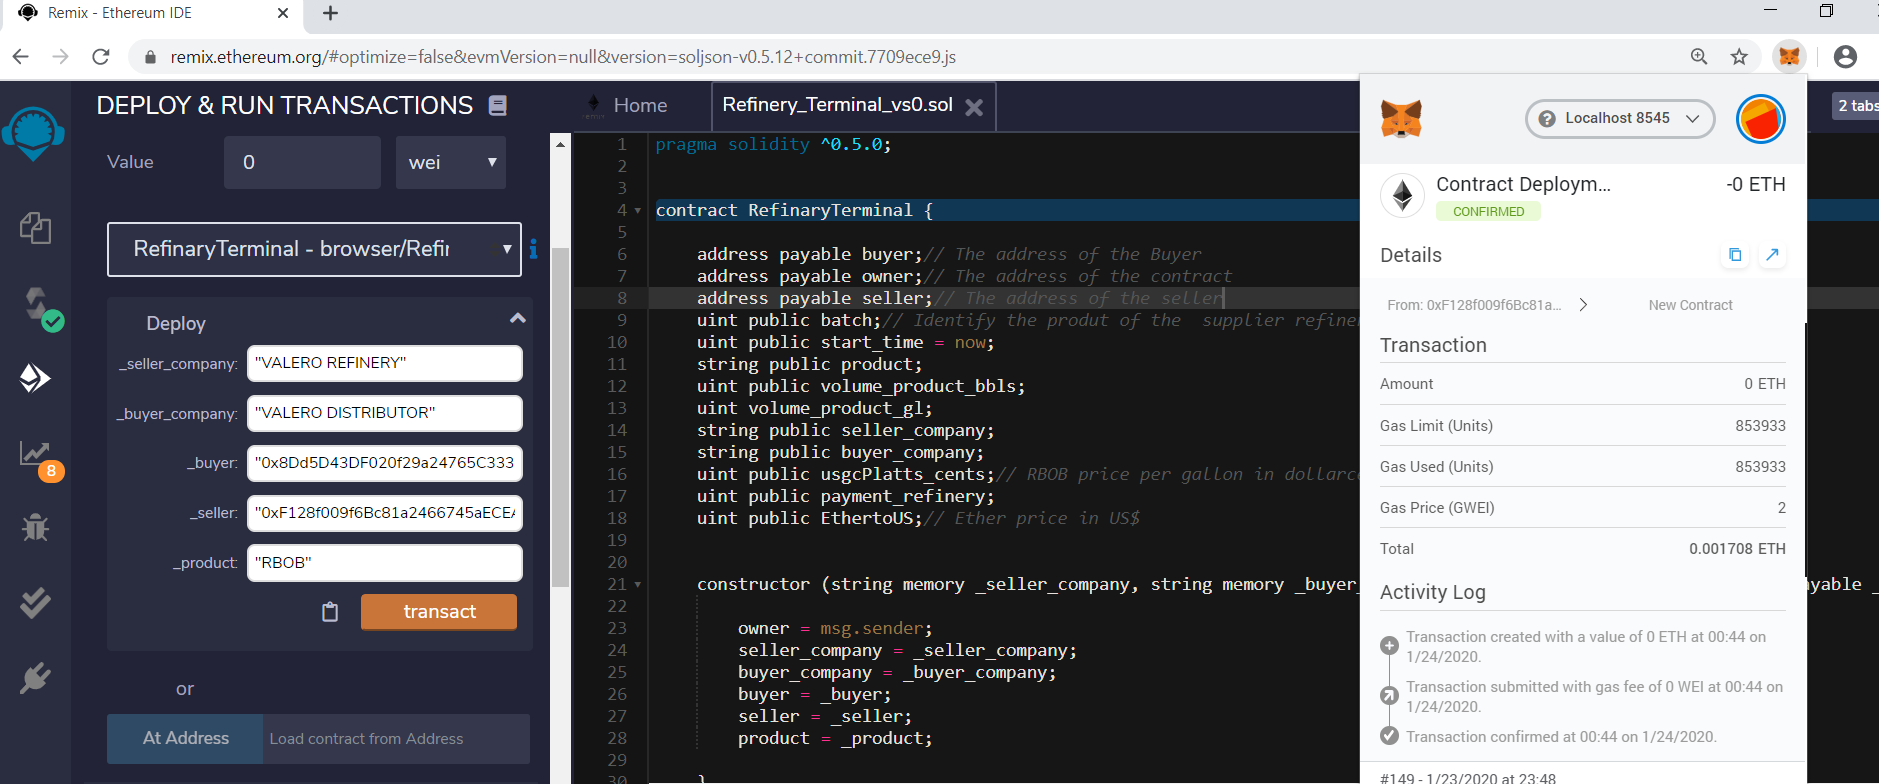 Remix - Ethereum IDE
remix.ethereum.org/#optimize=false&evmVersion=null&version=soljson-v0.5.12+commit.7709ece9.js
DEPLOY & RUN TRANSACTIONS
Value 0 wei
RefinaryTerminal - browser/Refir
Deploy
_seller_company: "VALERO REFINERY"
_buyer_company: "VALERO DISTRIBUTOR"
_buyer: "0x8Dd5D43DF020f29a24765C333
_seller: "0xF128f009f6Bc81a2466745aECEA
_product: "RBOB"
transact
or
At Address Load contract from Address
8
Home Refinery_Terminal_vs0.sol
2 tabs
1 pragma solidity ^0.5.0;
2
3
4 contract RefinaryTerminal {
5
6 address payable buyer;// The address of the Buyer
7 address payable owner;// The address of the contract
8 address payable seller;// The address of the seller
9 uint public batch;// Identify the produt of the  supplier refiner
10 uint public start_time = now;
11 string public product;
12 uint public volume_product_bbls;
13 uint volume_product_gl;
14 string public seller_company;
15 string public buyer_company;
16 uint public usgcPlatts_cents;// RBOB price per gallon in dollarce
17 uint public payment_refinery;
18 uint public EthertoUS;// Ether price in US$
19
20
21 constructor (string memory _seller_company, string memory _buyer_ yable _
22
23 owner = msg.sender;
24 seller_company = _seller_company;
25 buyer_company = _buyer_company;
26 buyer = _buyer;
27 seller = _seller;
28 product = _product;
29
30 }
Localhost 8545
Contract Deploym... -0 ETH
CONFIRMED
Details
From: 0xF128f009f6Bc81a... New Contract
Transaction
Amount 0 ETH
Gas Limit (Units) 853933
Gas Used (Units) 853933
Gas Price (GWEI) 2
Total 0.001708 ETH
Activity Log
Transaction created with a value of 0 ETH at 00:44 on
1/24/2020.
Transaction submitted with gas fee of 0 WEI at 00:44 on
1/24/2020.
Transaction confirmed at 00:44 on 1/24/2020.
#149 - 1/23/2020 at 23:48